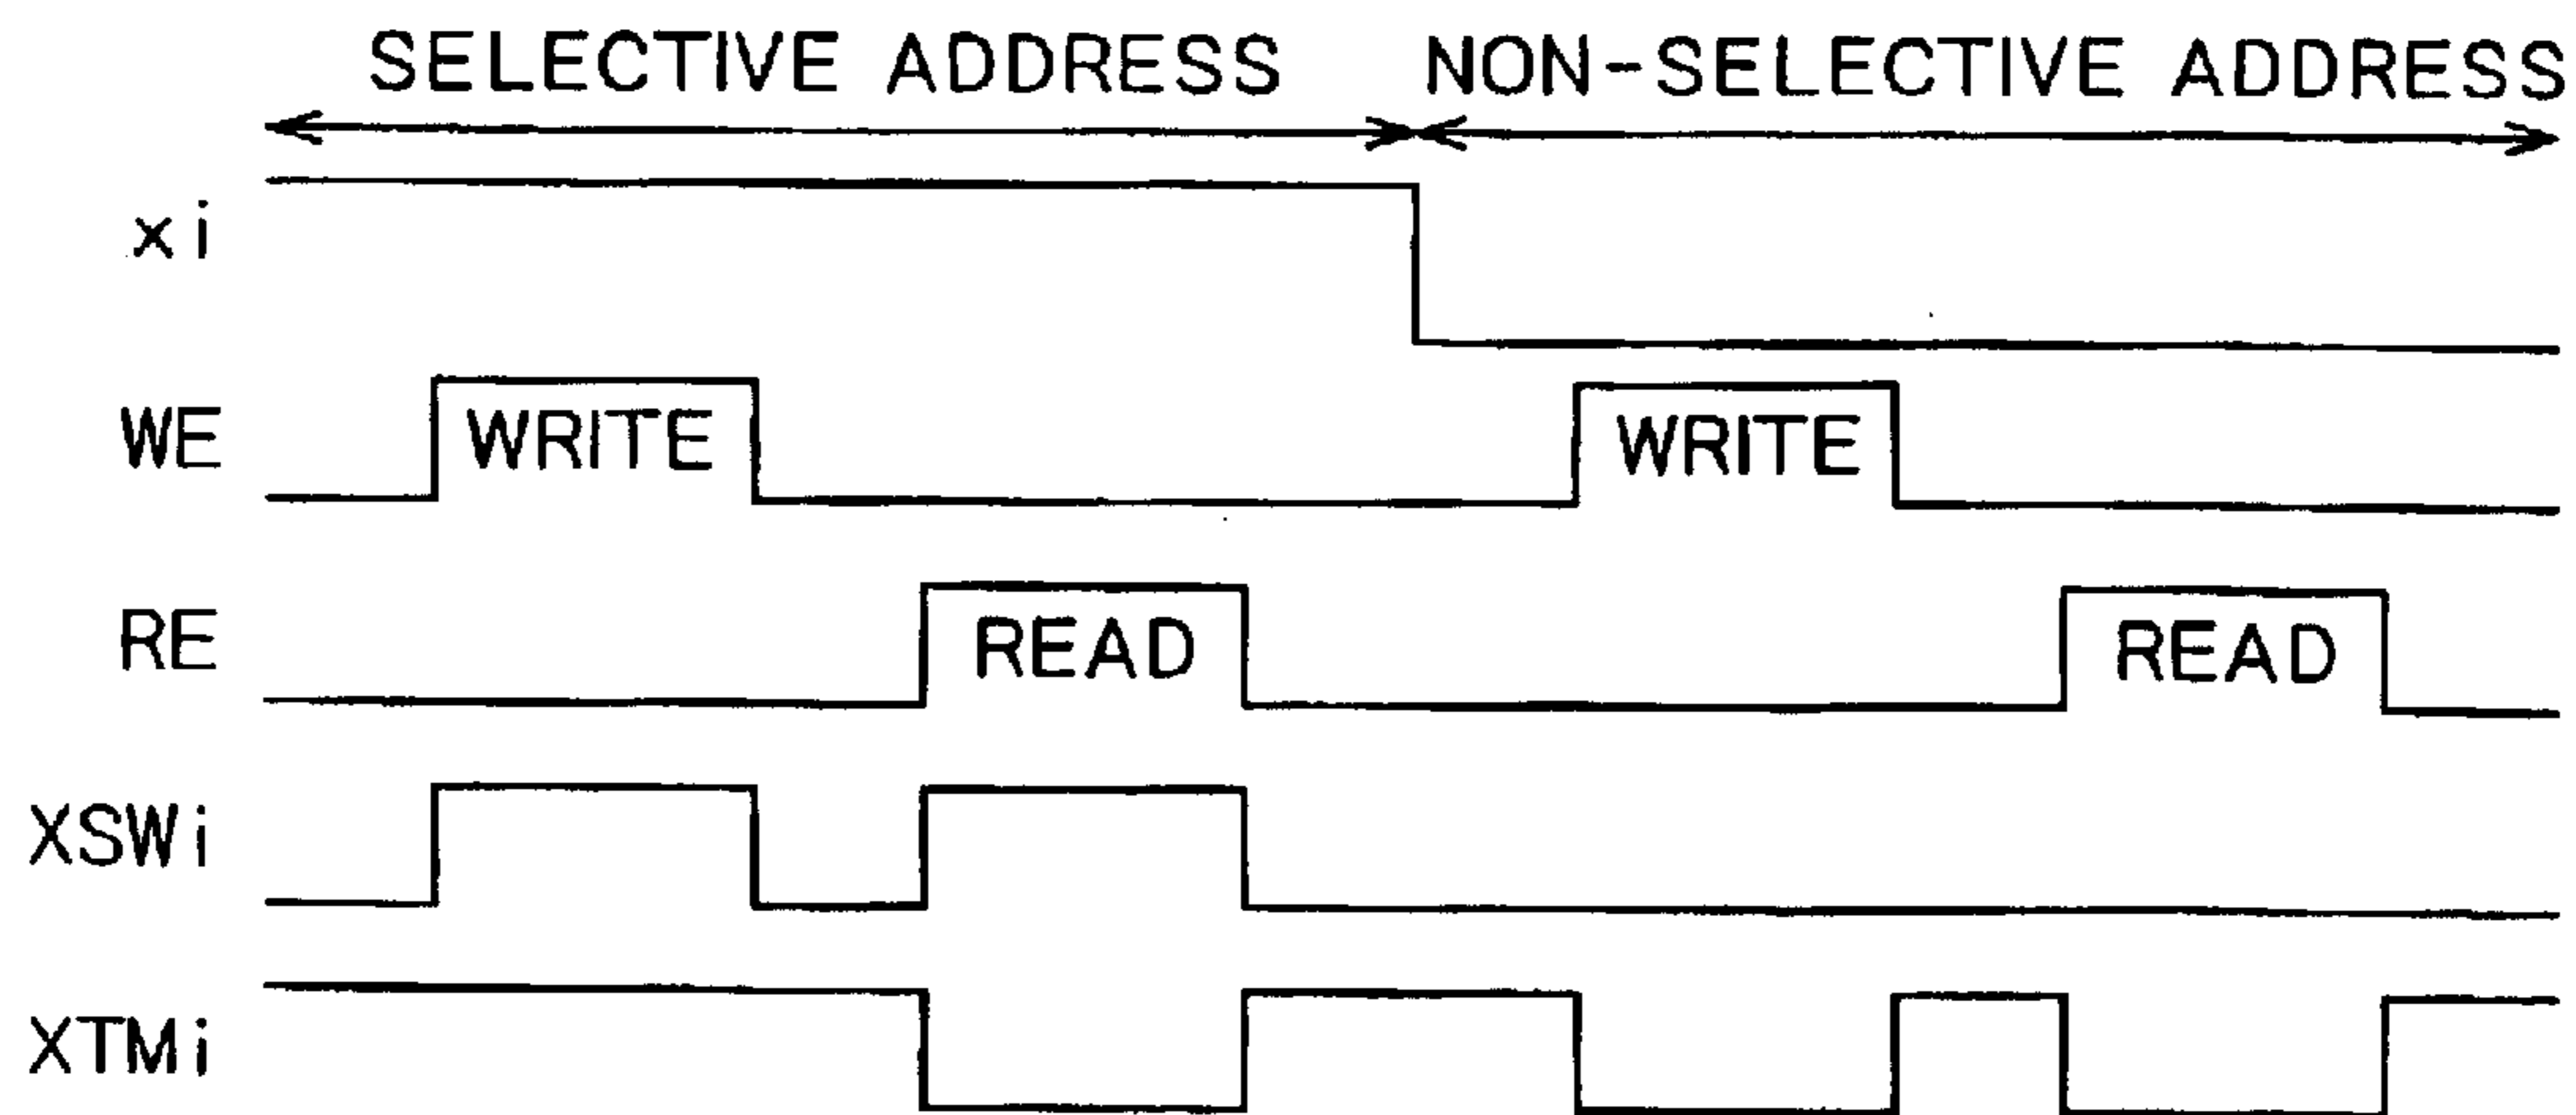 SELECTIVE ADDRESS NON-SELECTIVE ADDRESS
xi
WE WRITE WRITE
RE READ READ
XSWi
XTMi